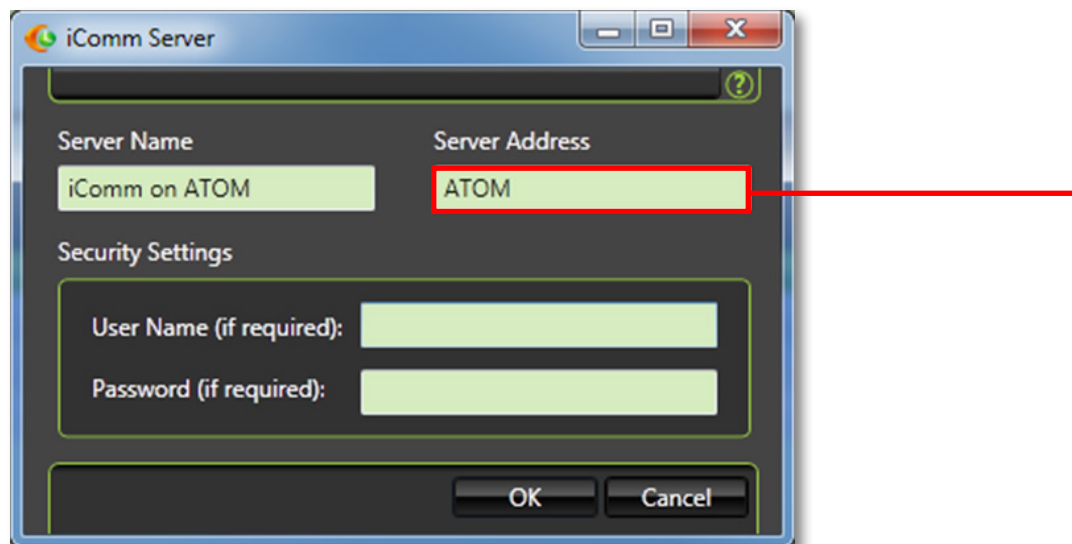 iComm Server
Server Name
Server Address
iComm on ATOM
ATOM
Security Settings
User Name (if required):
Password (if required):
OK
Cancel